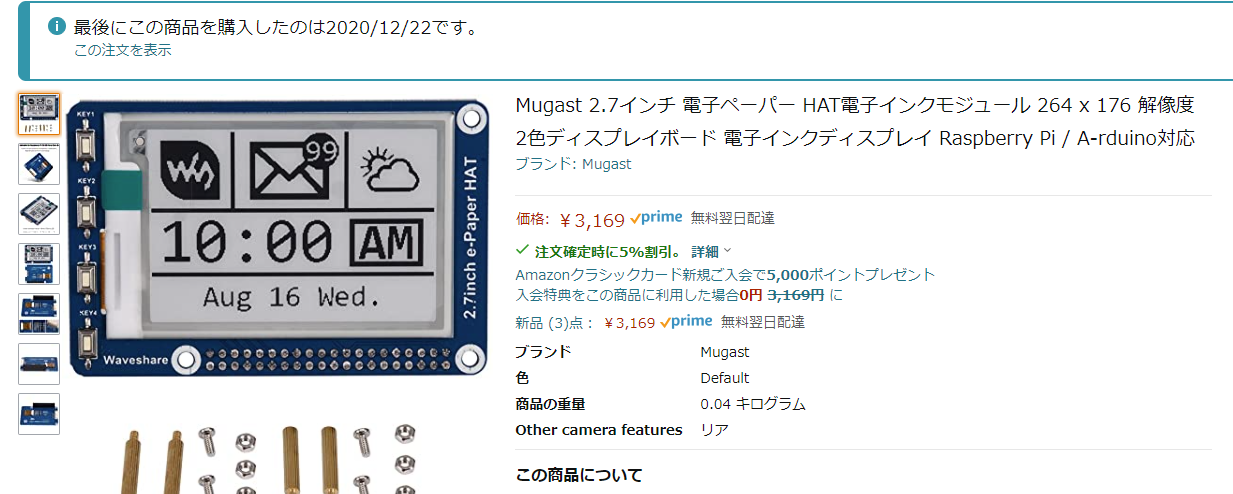 最後にこの商品を購入したのは2020/12/22です。
この注文を表示
Mugast 2.7インチ 電子ペーパー HAT電子インクモジュール 264 x 176 解像度
2色ディスプレイボード 電子インクディスプレイ Raspberry Pi / A-rduino対応
ブランド: Mugast
価格: ￥3,169 prime 無料翌日配達
注文確定時に5%割引。 詳細
Amazonクラシックカード新規ご入会で5,000ポイントプレゼント
入会特典をこの商品に利用した場合0円 3,169円 に
新品 (3)点： ￥3,169 prime 無料翌日配達
ブランド Mugast
色 Default
商品の重量 0.04 キログラム
Other camera features リア
この商品について
KEY1
KEY2
KEY3
KEY4
99
10:00 AM
Aug 16 Wed.
2.7inch e-Paper HAT
Waveshare